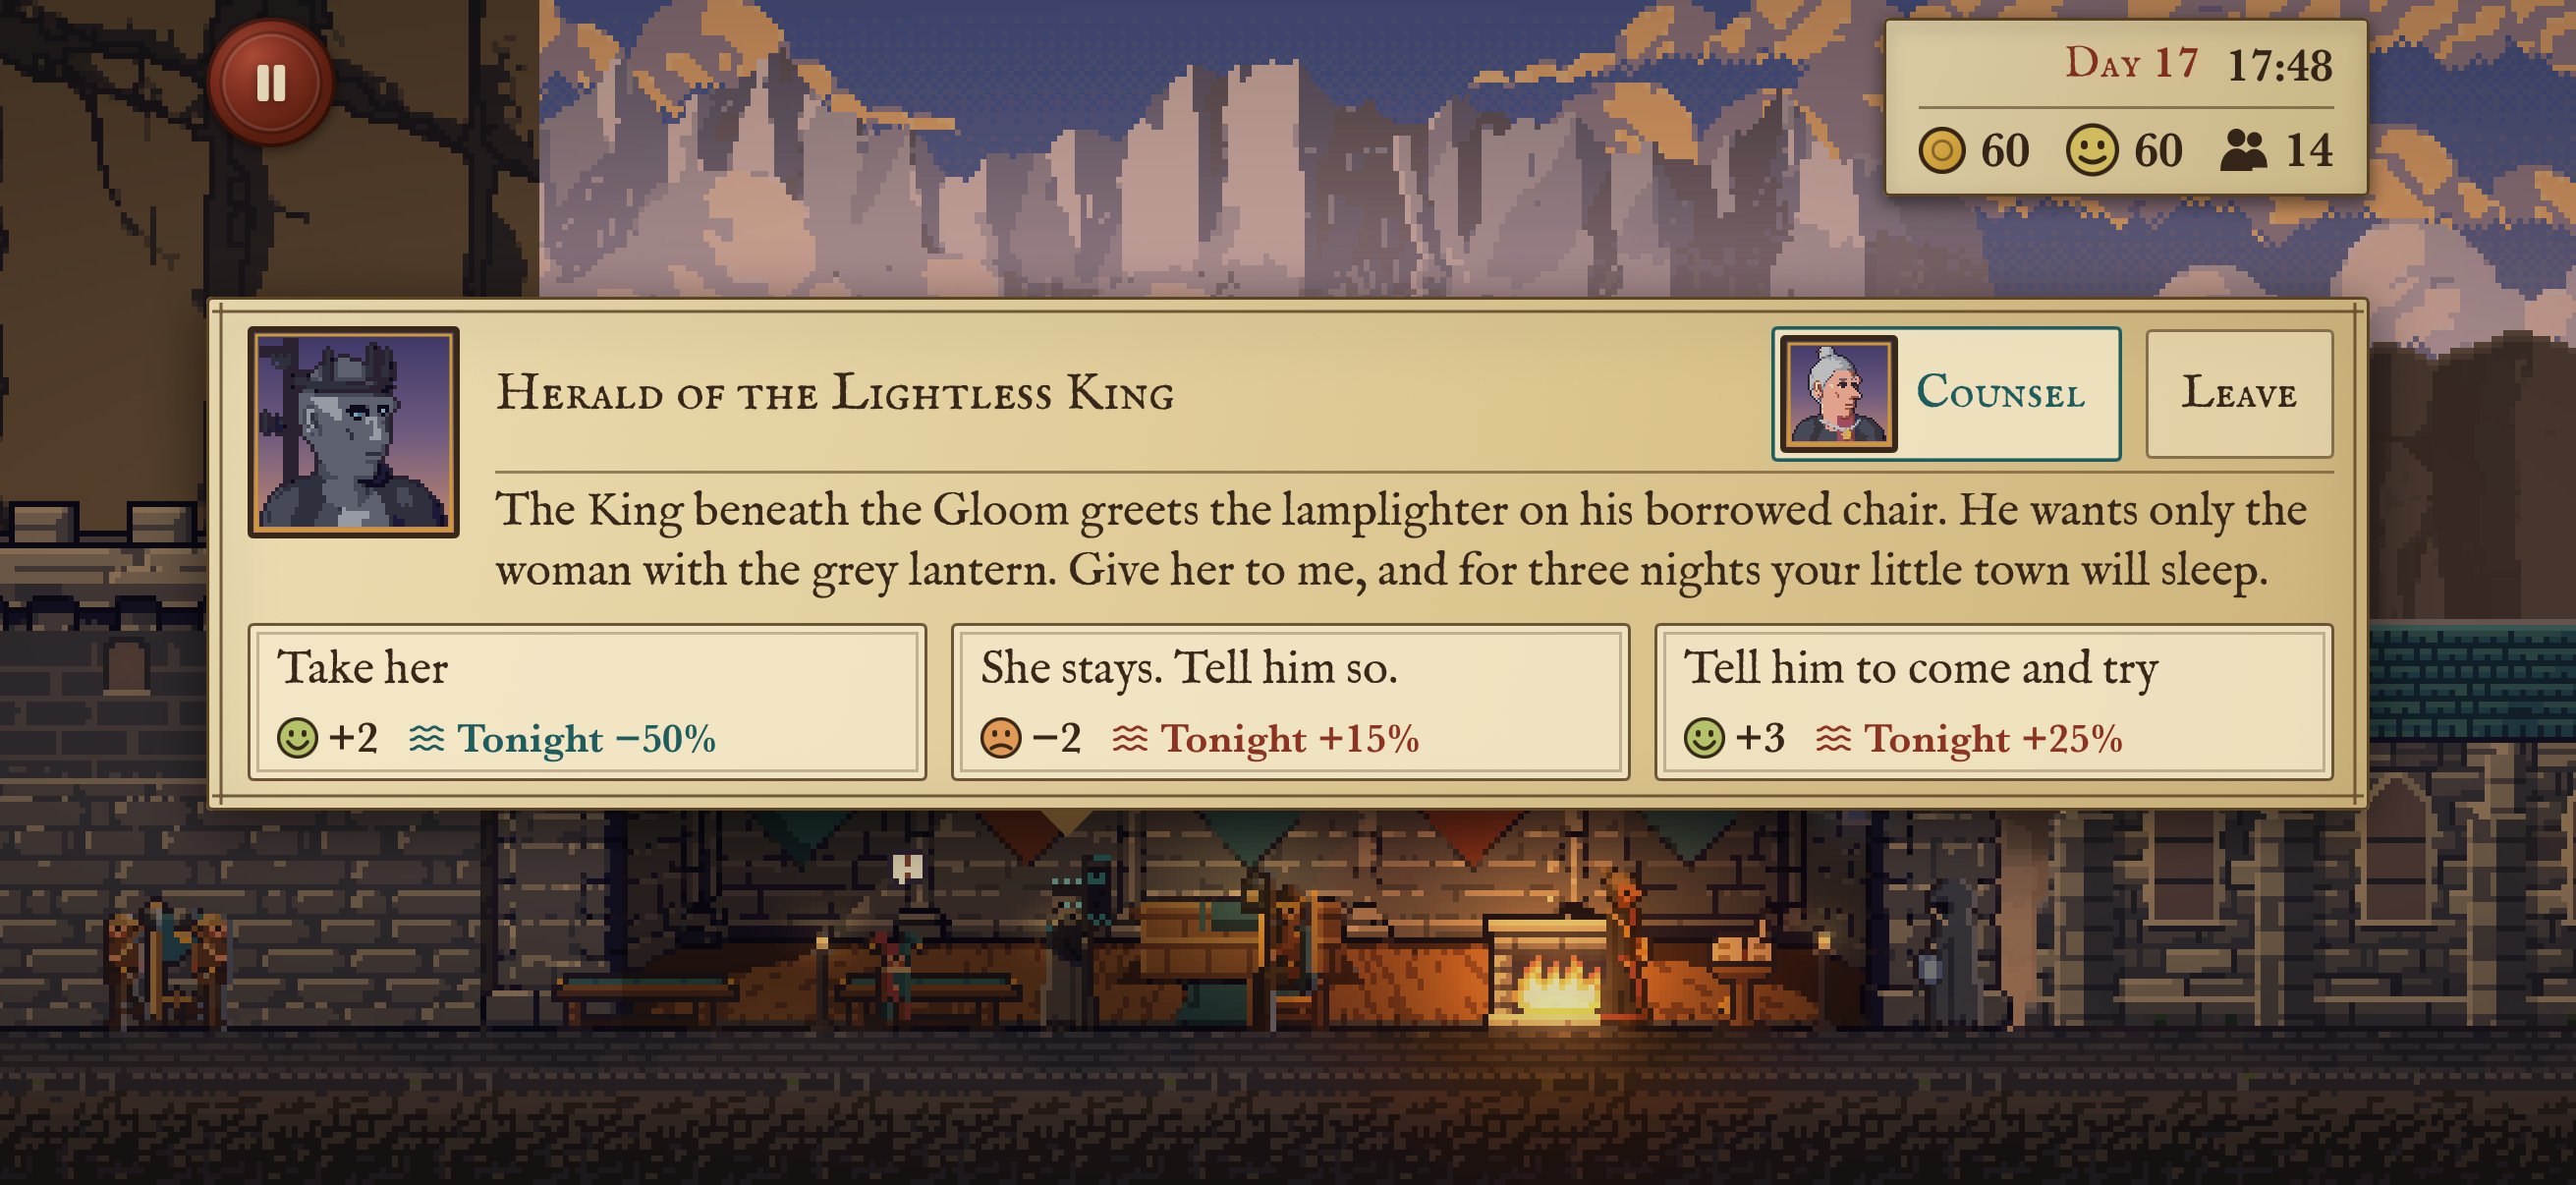 Day 17 17:48
60 60 14
Herald of the Lightless King
Counsel
Leave
The King beneath the Gloom greets the lamplighter on his borrowed chair. He wants only the
woman with the grey lantern. Give her to me, and for three nights your little town will sleep.
Take her
+2 Tonight −50%
She stays. Tell him so.
−2 Tonight +15%
Tell him to come and try
+3 Tonight +25%